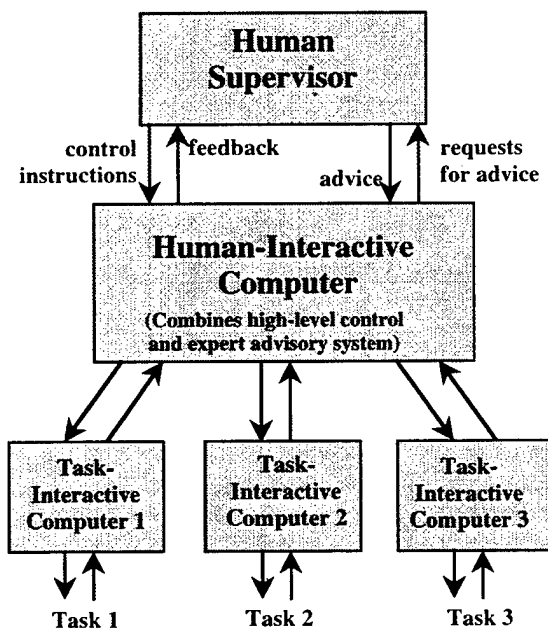 Human
Supervisor
control
instructions
feedback
advice
requests
for advice
Human-Interactive
Computer
(Combines high-level control
and expert advisory system)
Task-
Interactive
Computer 1
Task-
Interactive
Computer 2
Task-
Interactive
Computer 3
Task 1
Task 2
Task 3